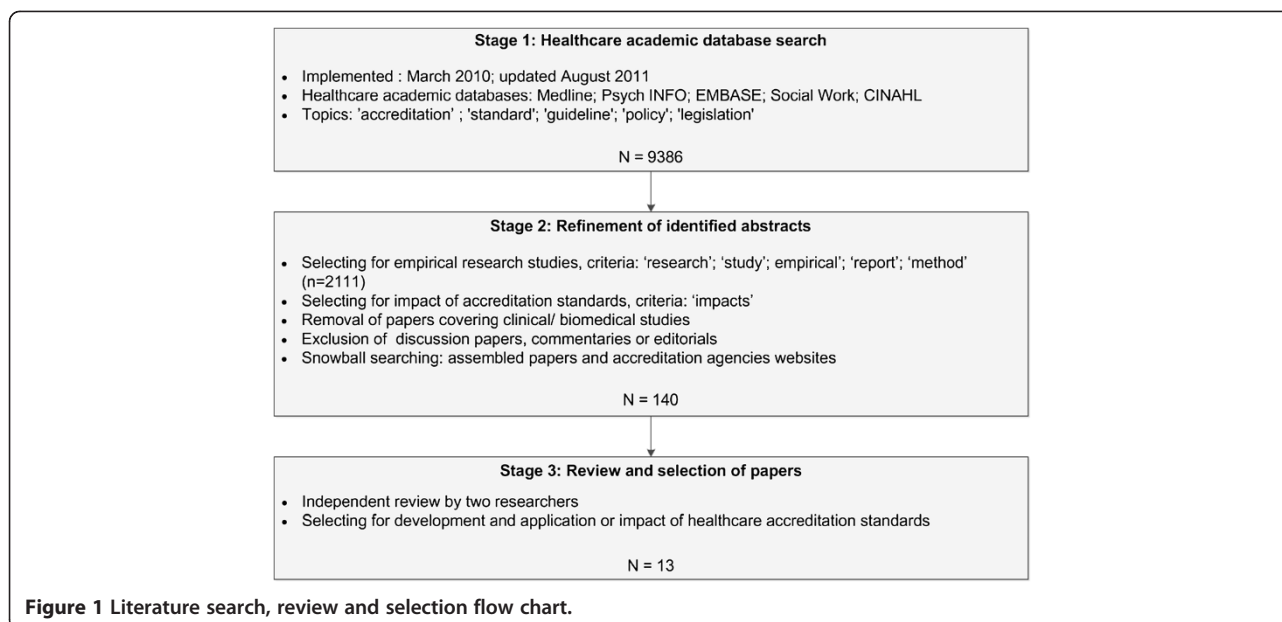 Stage 1: Healthcare academic database search
• Implemented : March 2010; updated August 2011
• Healthcare academic databases: Medline; Psych INFO; EMBASE; Social Work; CINAHL
• Topics: 'accreditation' ; 'standard'; 'guideline'; 'policy'; 'legislation'
N = 9386
Stage 2: Refinement of identified abstracts
• Selecting for empirical research studies, criteria: ‘research’; ‘study’; empirical’; ‘report’; ‘method’
(n=2111)
• Selecting for impact of accreditation standards, criteria: ‘impacts’
• Removal of papers covering clinical/ biomedical studies
• Exclusion of discussion papers, commentaries or editorials
• Snowball searching: assembled papers and accreditation agencies websites
N = 140
Stage 3: Review and selection of papers
• Independent review by two researchers
• Selecting for development and application or impact of healthcare accreditation standards
N = 13
Figure 1 Literature search, review and selection flow chart.